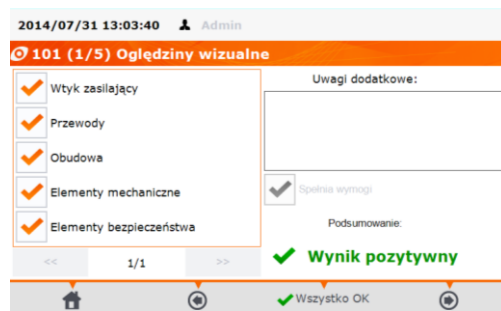 2014/07/31 13:03:40 Admin
101 (1/5) Oględziny wizualne
Wtyk zasilający
Przewody
Obudowa
Elementy mechaniczne
Elementy bezpieczeństwa
<< 1/1 >>
Uwagi dodatkowe:
Spełnia wymogi
Podsumowanie:
Wynik pozytywny
Wszystko OK